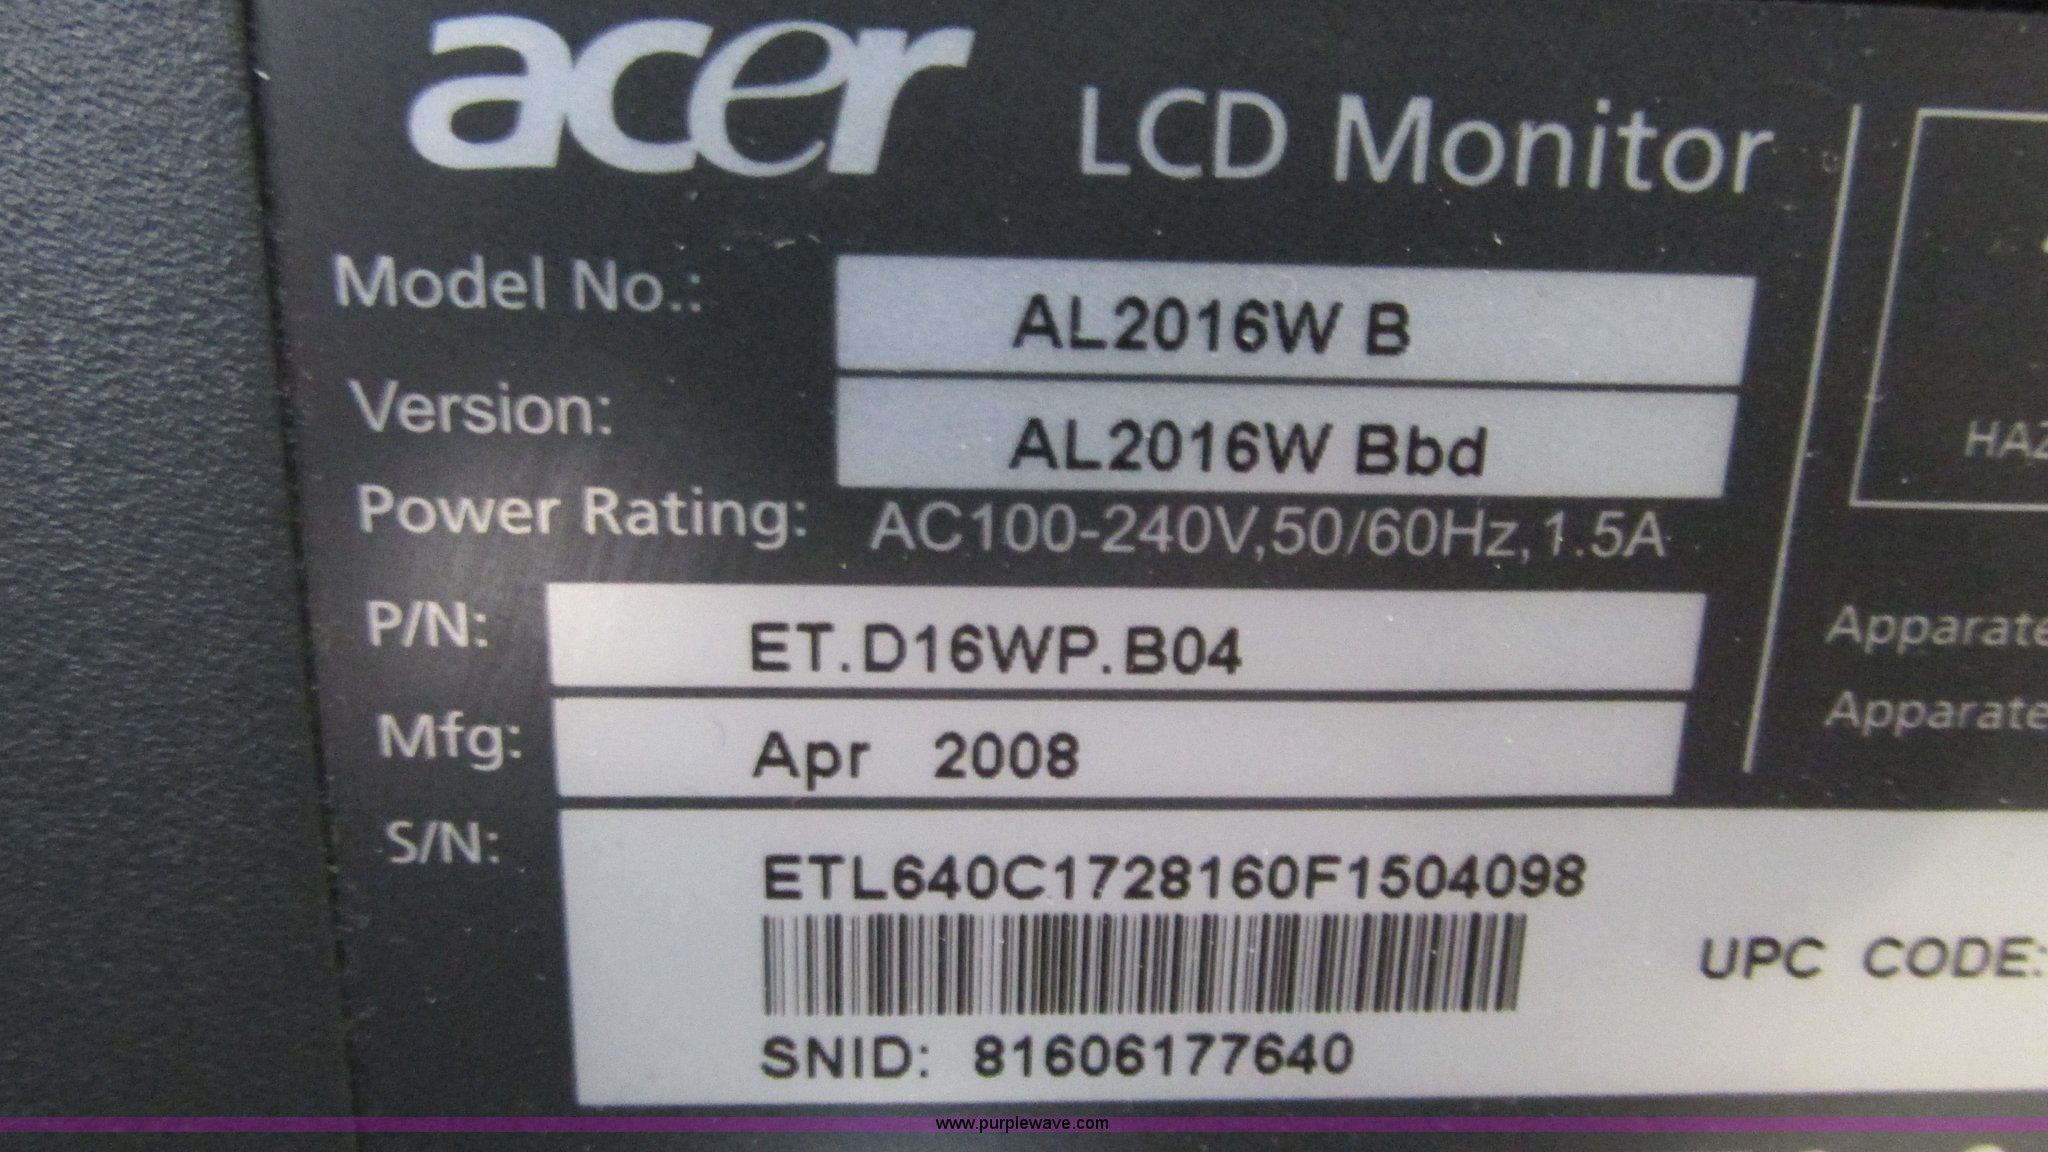 acer LCD Monitor
Model No.: AL2016W B
Version: AL2016W Bbd
Power Rating: AC100-240V,50/60Hz,1.5A
P/N: ET.D16WP.B04
Mfg: Apr 2008
S/N: ETL640C1728160F1504098
SNID: 81606177640
UPC CODE:
HAZ
Apparate
Apparate
www.purplewave.com